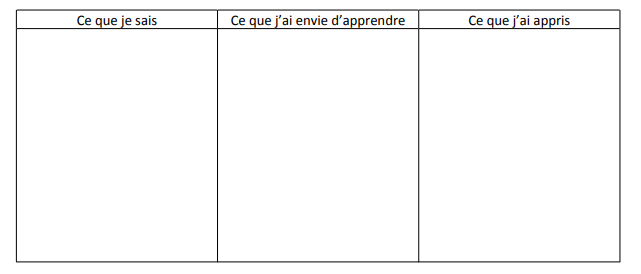 Ce que je sais
Ce que j’ai envie d’apprendre
Ce que j’ai appris